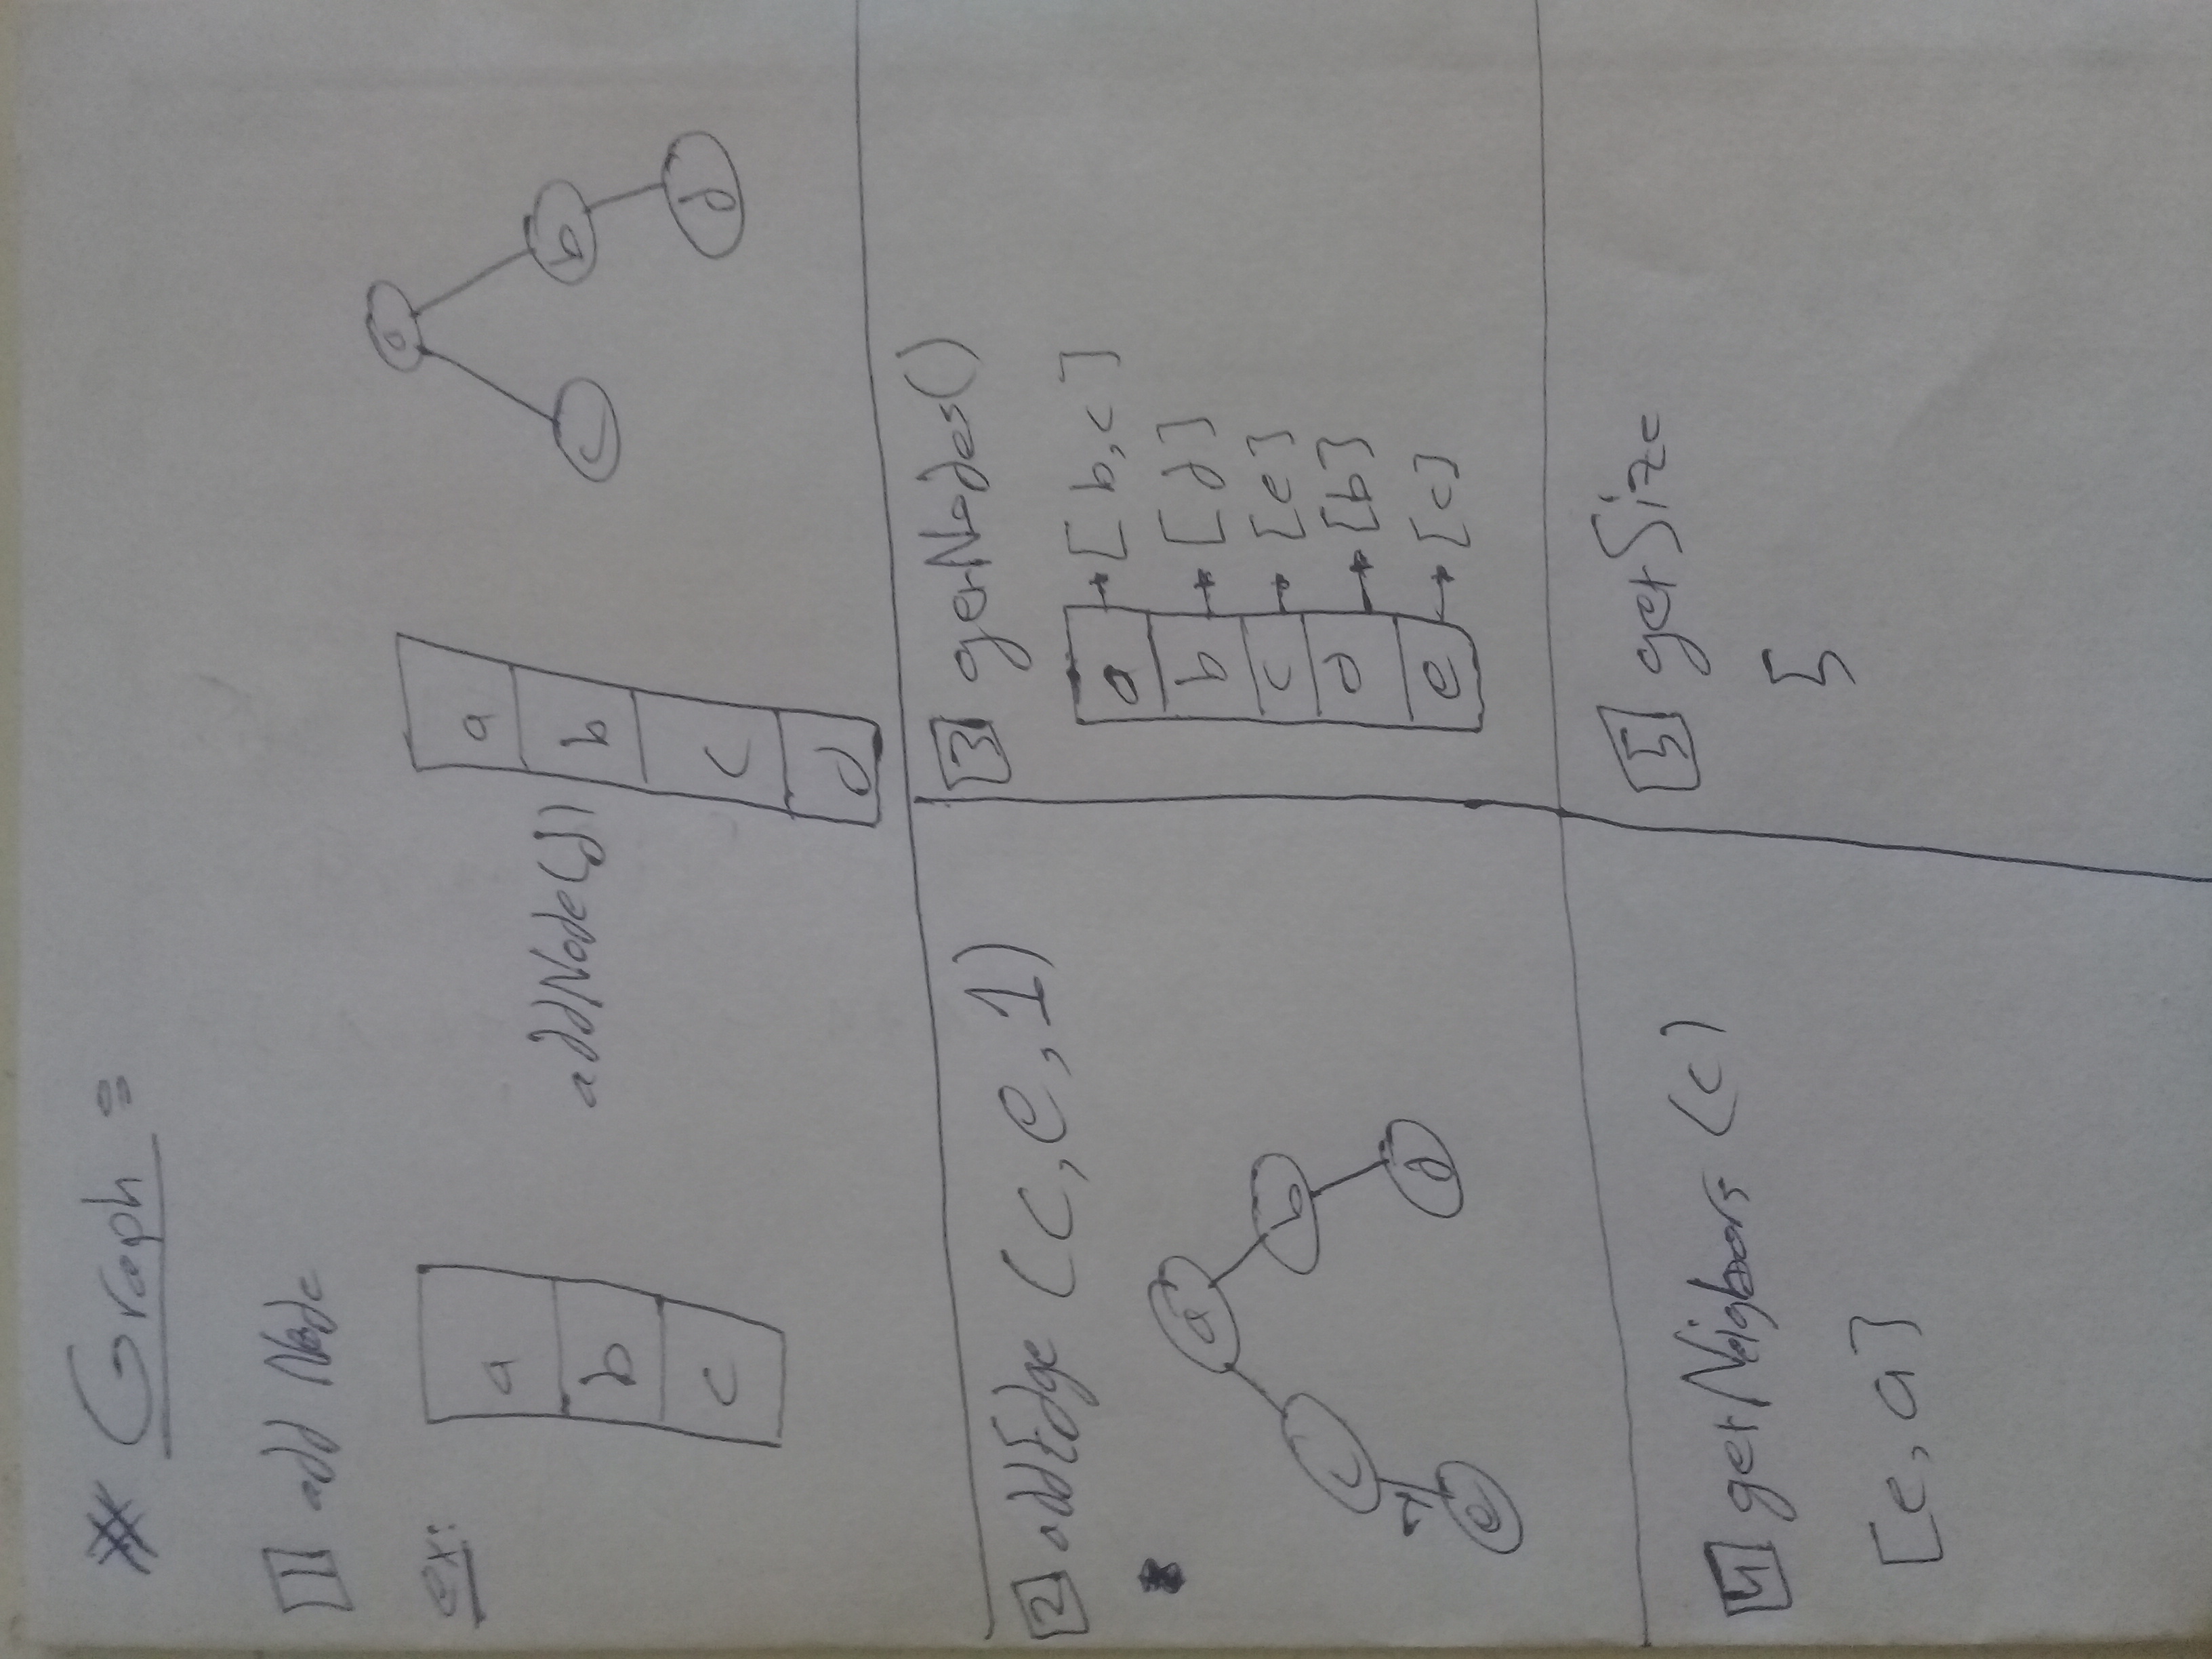 * Graph :
1 add Node
ex:
a
b
c
addNode(d)
a
b
c
d
a
c
b
d
2 addEdge (c,e,1)
a
c
b
1
e
d
3 getNodes()
a → [ b,c ]
b → [d]
c → [e]
d → [b]
e → [c]
4 getNeigbors (c)
[e, a]
5 getSize
5